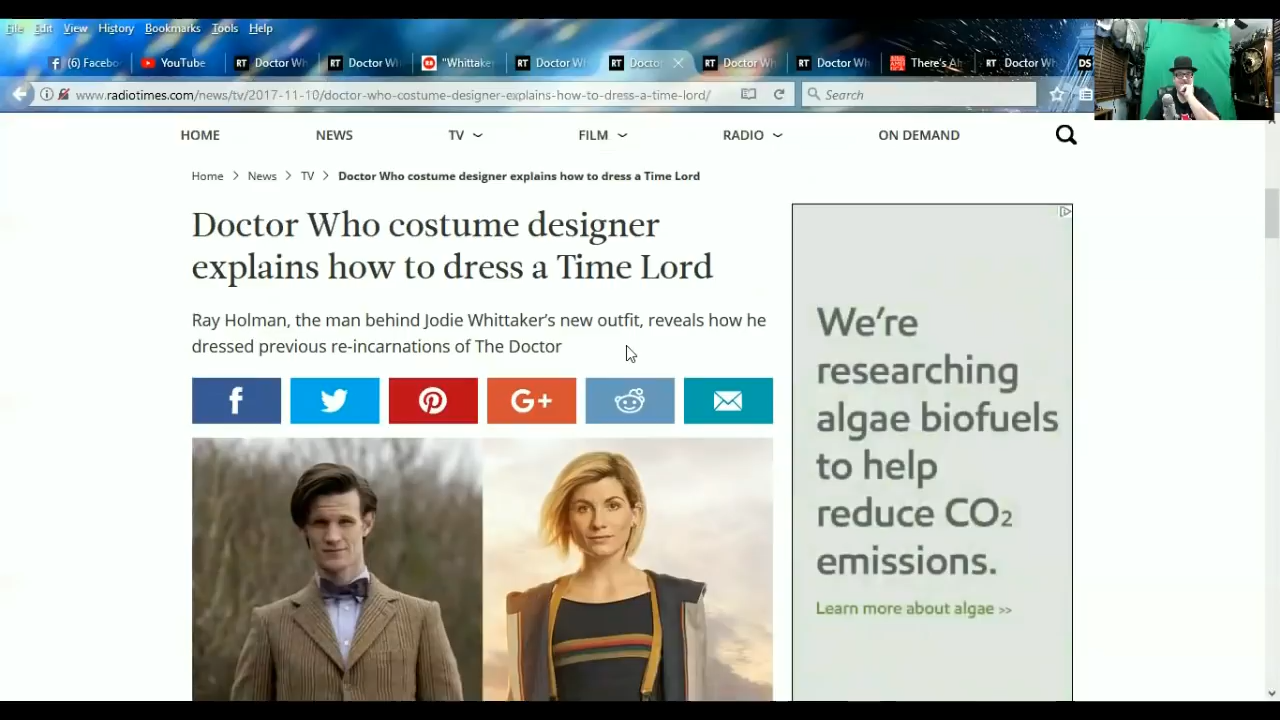 File Edit View History Bookmarks Tools Help
(6) Facebo YouTube Doctor Wh Doctor W "Whittake Doctor W Doctor Doctor Wh Doctor Wh There's A Doctor Wh DS
www.radiotimes.com/news/tv/2017-11-10/doctor-who-costume-designer-explains-how-to-dress-a-time-lord/ Search
HOME NEWS TV FILM RADIO ON DEMAND
Home > News > TV > Doctor Who costume designer explains how to dress a Time Lord
Doctor Who costume designer
explains how to dress a Time Lord
Ray Holman, the man behind Jodie Whittaker's new outfit, reveals how he
dressed previous re-incarnations of The Doctor
f G+
We're
researching
algae biofuels
to help
reduce CO2
emissions.
Learn more about algae >>